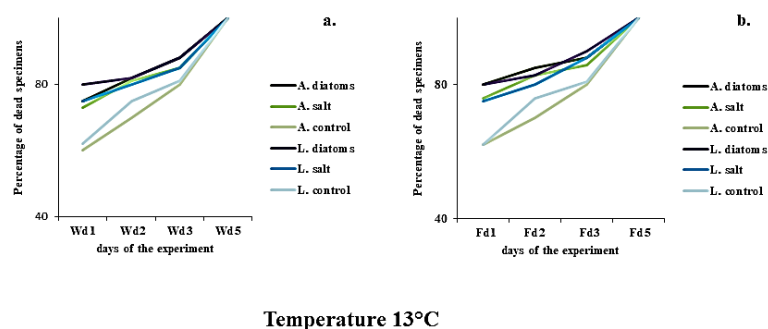 a.
Percentage of dead specimens
80
40
Wd1 Wd2 Wd3 Wd5
days of the experiment
A. diatoms
A. salt
A. control
L. diatoms
L. salt
L. control
b.
Percentage of dead specimens
80
40
Fd1 Fd2 Fd3 Fd5
days of the experiment
A. diatoms
A. salt
A. control
L. diatoms
L. salt
L. control
Temperature 13°C